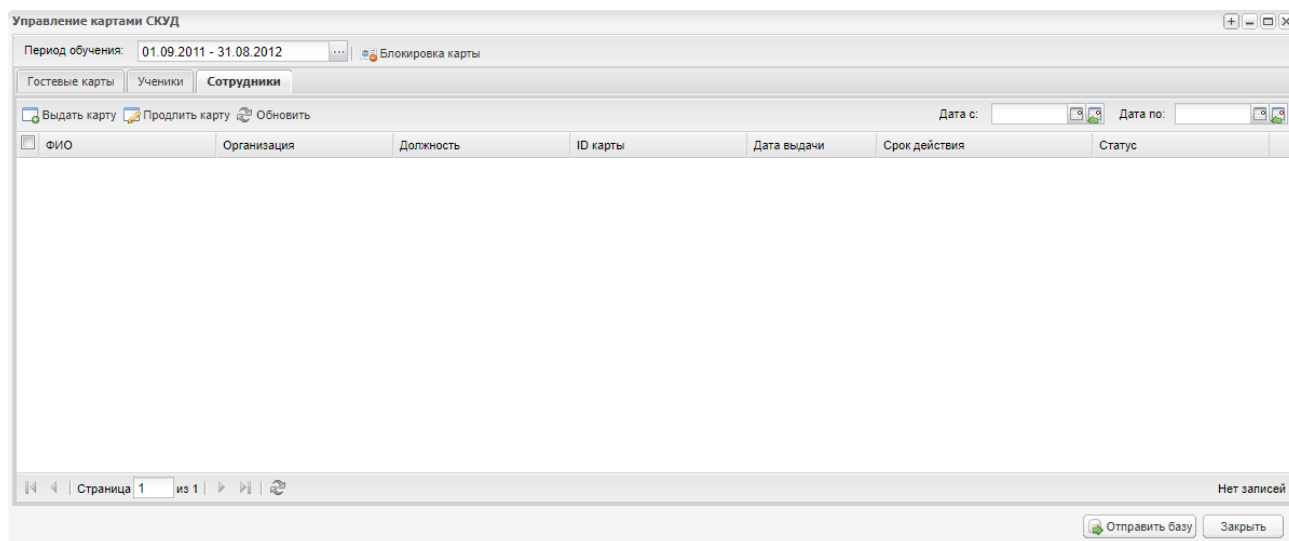 Управление картами СКУД
Период обучения: 01.09.2011 - 31.08.2012 ... Блокировка карты
Гостевые карты Ученики Сотрудники
Выдать карту Продлить карту Обновить Дата с: Дата по:
ФИО Организация Должность ID карты Дата выдачи Срок действия Статус
Страница 1 из 1 Нет записей
Отправить базу Закрыть